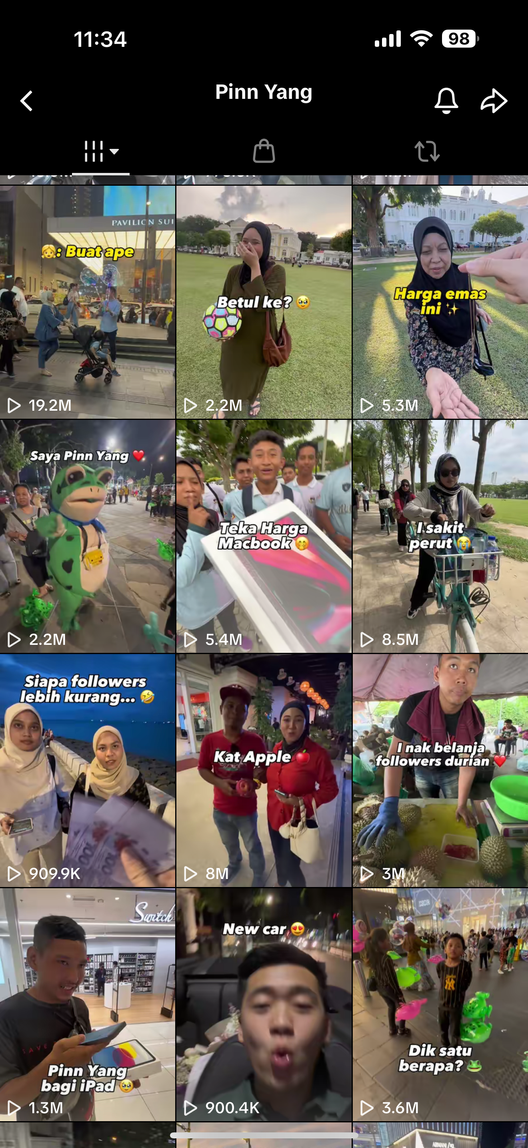 11:34
98
Pinn Yang
PAVILION
👧: Buat ape
19.2M
Betul ke? 🥹
2.2M
Harga emas
ini ✨
5.3M
Saya Pinn Yang ❤️
2.2M
Teka Harga
Macbook 🤭
5.4M
I sakit
perut 😭
8.5M
Siapa followers
lebih kurang... 🤣
100
909.9K
Kat Apple 🍎
8M
I nak belanja
followers durian ❤️
3M
Switch
Pinn Yang
bagi iPad 🥹
1.3M
New car 😍
900.4K
Dik satu
berapa? 🐸
3.6M